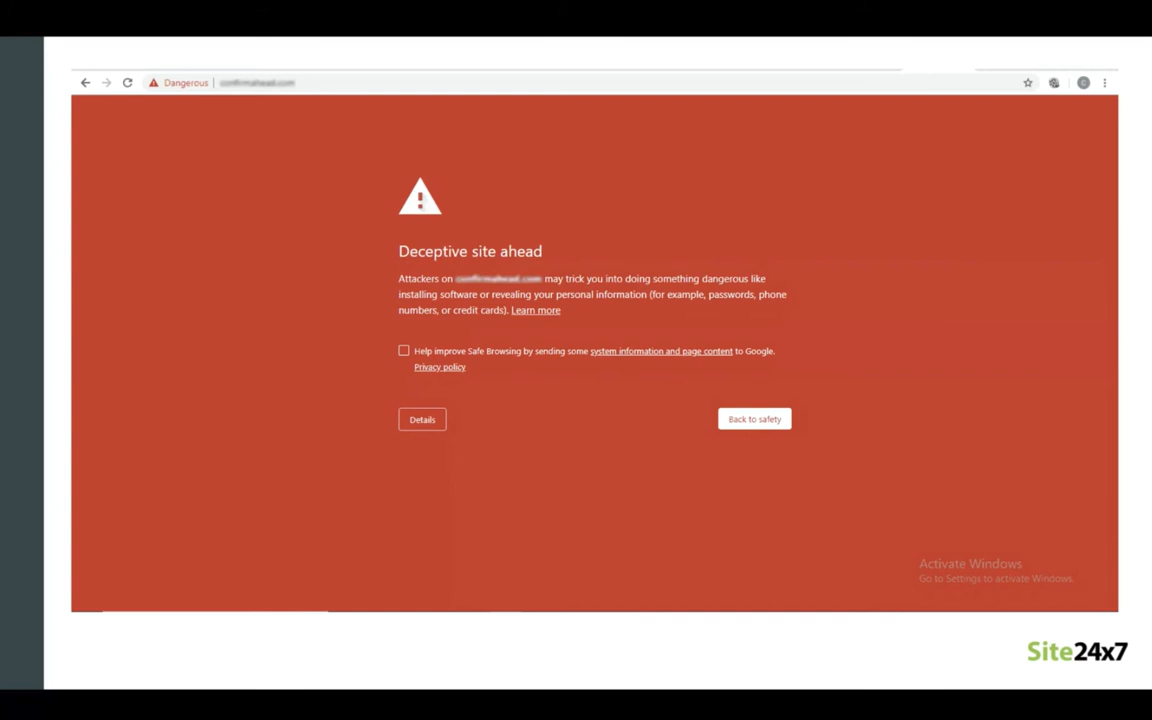 Dangerous
Deceptive site ahead
Attackers on may trick you into doing something dangerous like
installing software or revealing your personal information (for example, passwords, phone
numbers, or credit cards). Learn more
Help improve Safe Browsing by sending some system information and page content to Google.
Privacy policy
Details
Back to safety
Activate Windows
Go to Settings to activate Windows.
Site24x7